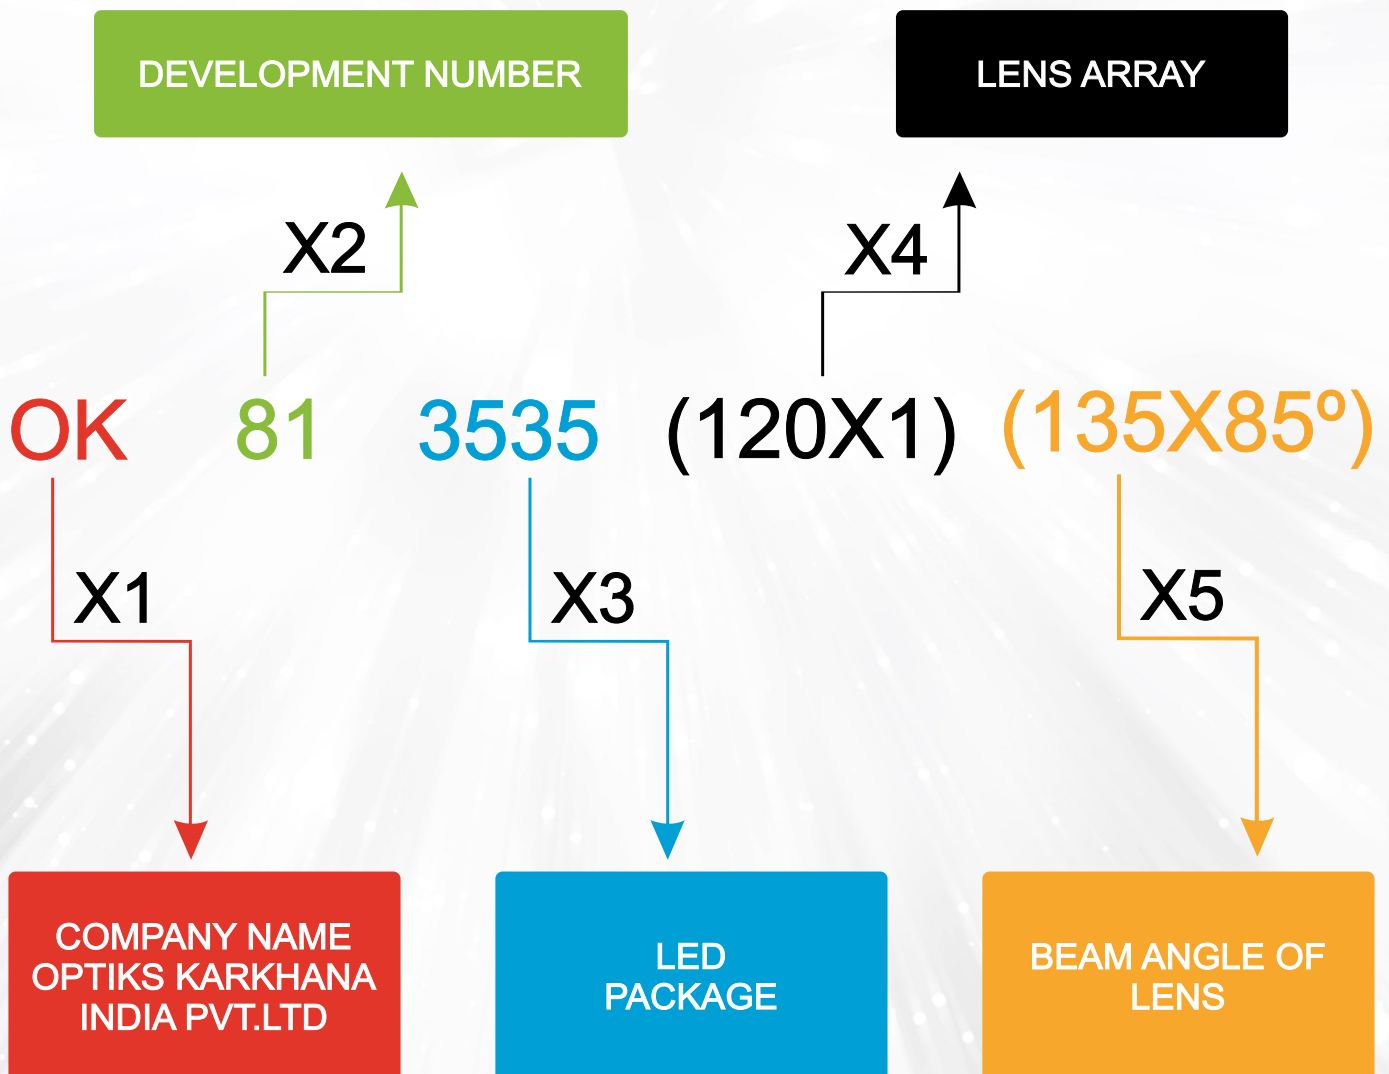 DEVELOPMENT NUMBER
LENS ARRAY
X2
X4
OK 81 3535 (120X1) (135X85º)
X1
X3
X5
COMPANY NAME
OPTIKS KARKHANA
INDIA PVT.LTD
LED
PACKAGE
BEAM ANGLE OF
LENS